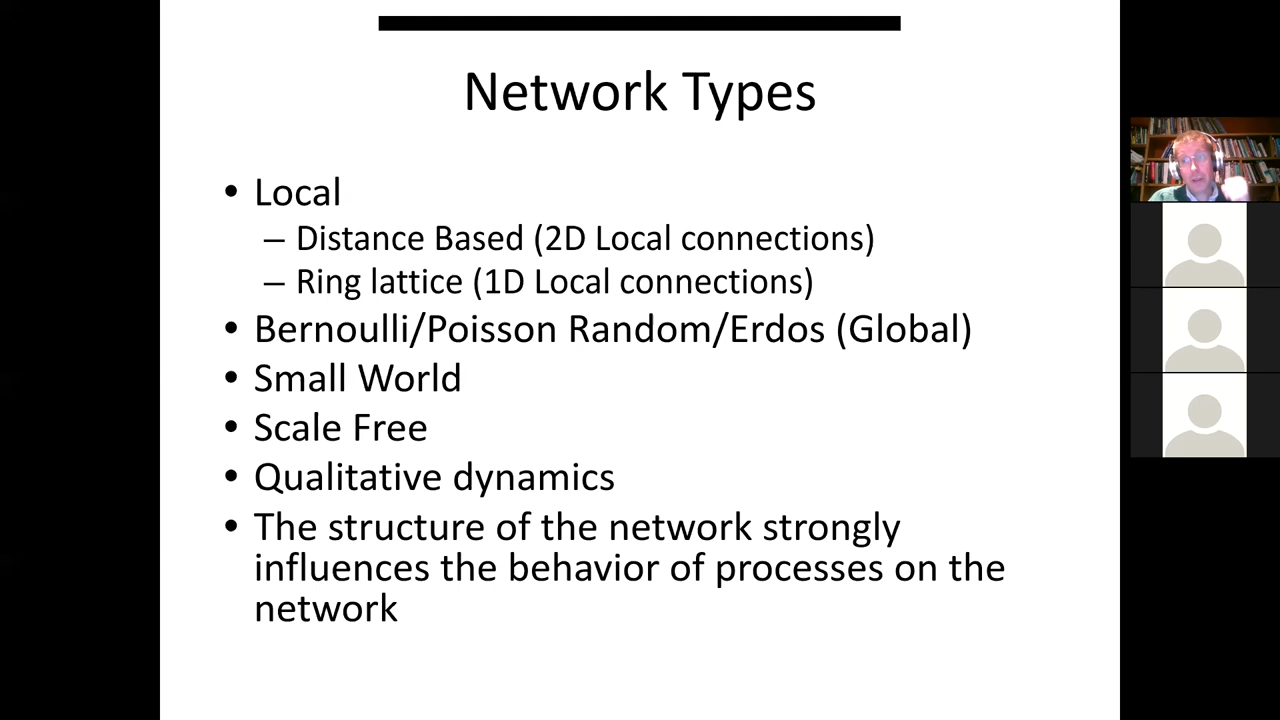 Network Types
• Local
– Distance Based (2D Local connections)
– Ring lattice (1D Local connections)
• Bernoulli/Poisson Random/Erdos (Global)
• Small World
• Scale Free
• Qualitative dynamics
• The structure of the network strongly
influences the behavior of processes on the
network